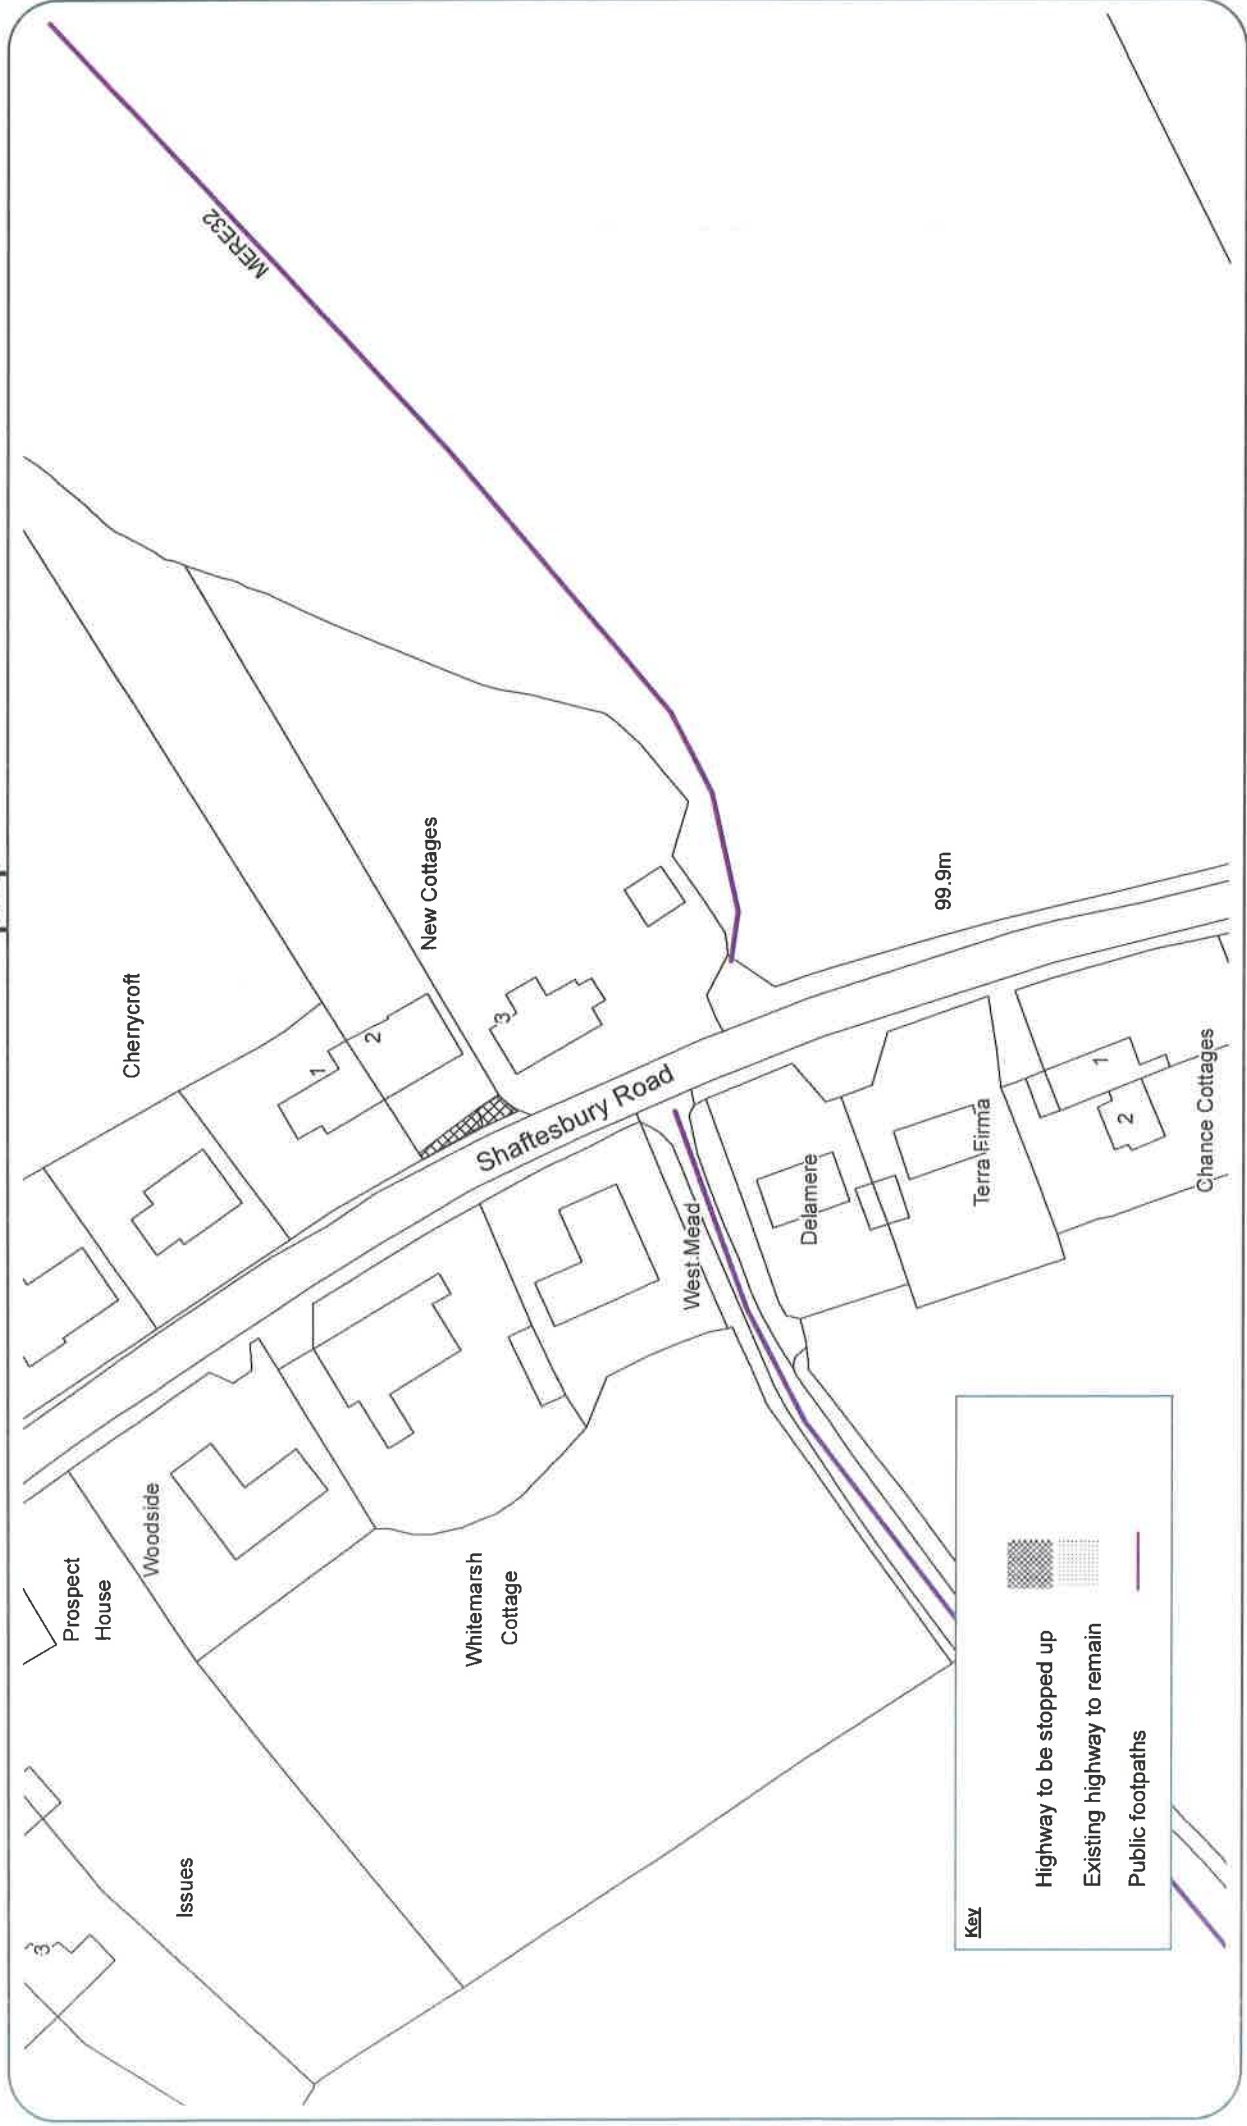 Prospect
House
Woodside
Cherrycroft
MERE32
3
Issues
1
2
New Cottages
3
Shaftesbury Road
Whitemarsh
Cottage
West Mead
Delamere
99.9m
Terra Firma
1
2
Chance Cottages
Key
Highway to be stopped up
Existing highway to remain
Public footpaths